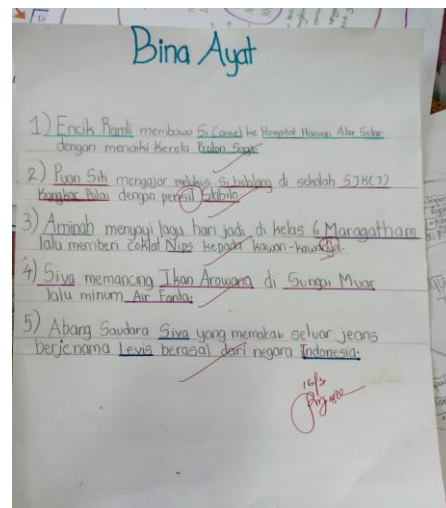 Bina Ayat
1) Encik Ramli membawa Si Comel ke Hospital Haiwan Alor Setar
dengan menaiki Kereta Proton Saga
2) Puan Siti mengajar melukis si belalang di sekolah SJK(T)
Kangkar Pulai dengan pensil Stabilo
3) Aminah menyayi lagu hari jadi di kelas 6 Maragatham
lalu memberi coklat Nips kepada kawan-kawan
4) Siva memancing Ikan Arowana di Sungai Muar
lalu minum Air Fanta.
5) Abang Saudara Siva yang memakai seluar jeans
berjenama Levis berasal dari negara Indonesia.
16/3